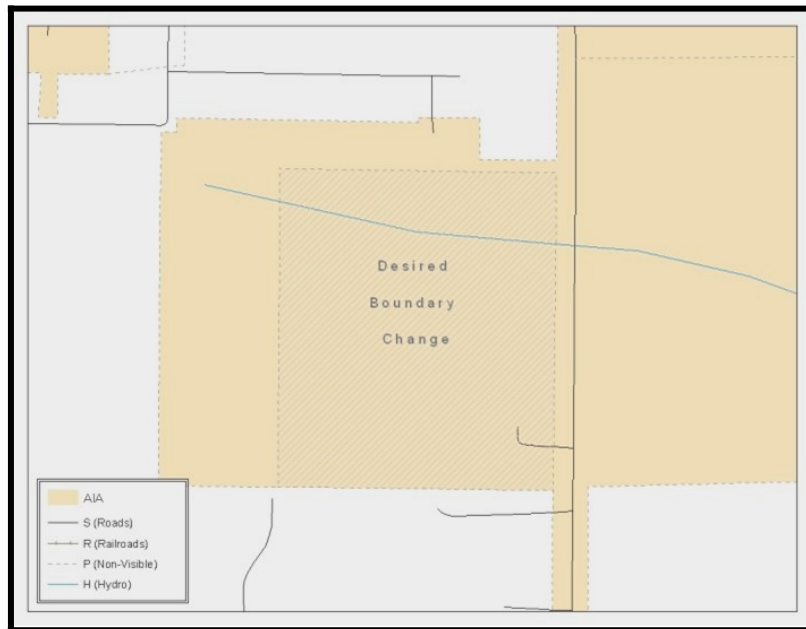 Desired
Boundary
Change
AIA
S (Roads)
R (Railroads)
P (Non-Visible)
H (Hydro)